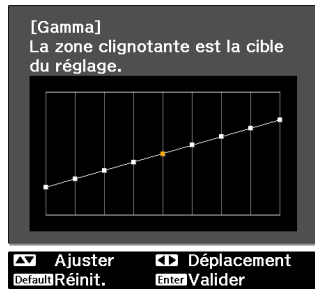 [Gamma]
La zone clignotante est la cible
du réglage.
Ajuster Déplacement
Default Réinit. Enter Valider